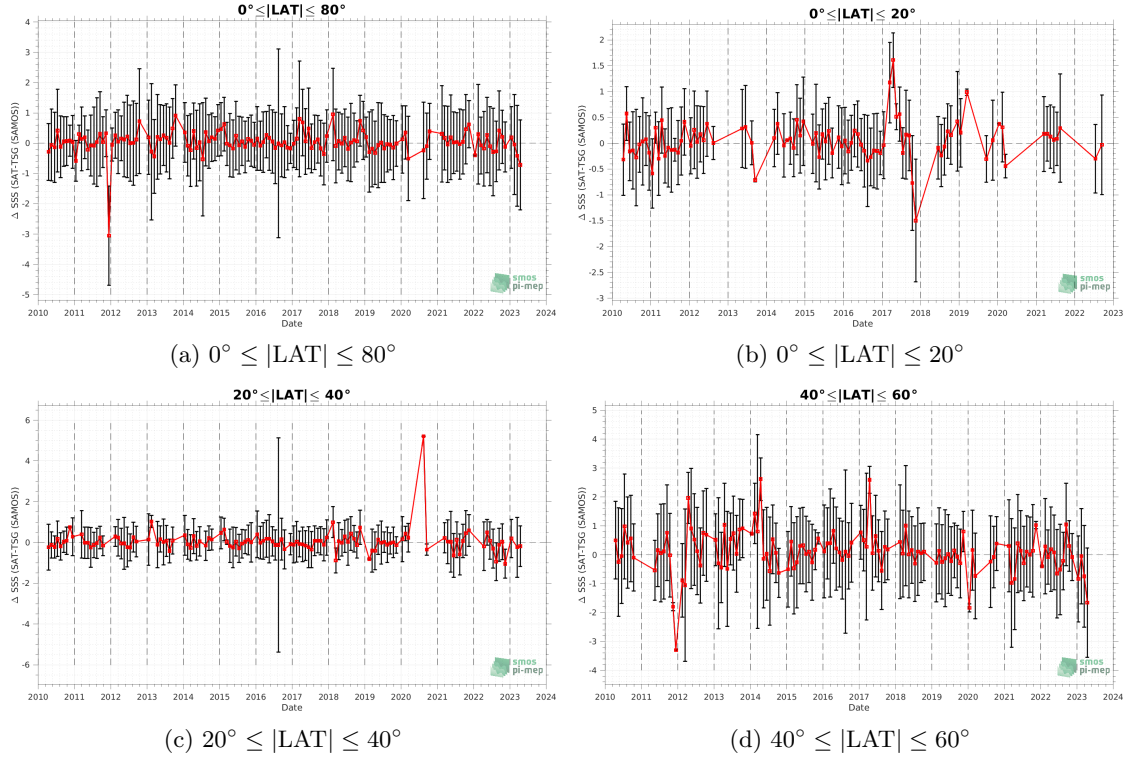 0°≤|LAT|≤ 80°
Δ SSS (SAT-TSG (SAMOS))
4
3
2
1
0
-1
-2
-3
-4
-5
2010 2011 2012 2013 2014 2015 2016 2017 2018 2019 2020 2021 2022 2023 2024
Date
smos
pi-mep
(a) 0° ≤ |LAT| ≤ 80°
0°≤|LAT|≤ 20°
Δ SSS (SAT-TSG (SAMOS))
2
1.5
1
0.5
0
-0.5
-1
-1.5
-2
-2.5
-3
2010 2011 2012 2013 2014 2015 2016 2017 2018 2019 2020 2021 2022 2023
Date
smos
pi-mep
(b) 0° ≤ |LAT| ≤ 20°
20°≤|LAT|≤ 40°
Δ SSS (SAT-TSG (SAMOS))
6
4
2
0
-2
-4
-6
2010 2011 2012 2013 2014 2015 2016 2017 2018 2019 2020 2021 2022 2023 2024
Date
smos
pi-mep
(c) 20° ≤ |LAT| ≤ 40°
40°≤|LAT|≤ 60°
Δ SSS (SAT-TSG (SAMOS))
5
4
3
2
1
0
-1
-2
-3
-4
2010 2011 2012 2013 2014 2015 2016 2017 2018 2019 2020 2021 2022 2023 2024
Date
smos
pi-mep
(d) 40° ≤ |LAT| ≤ 60°